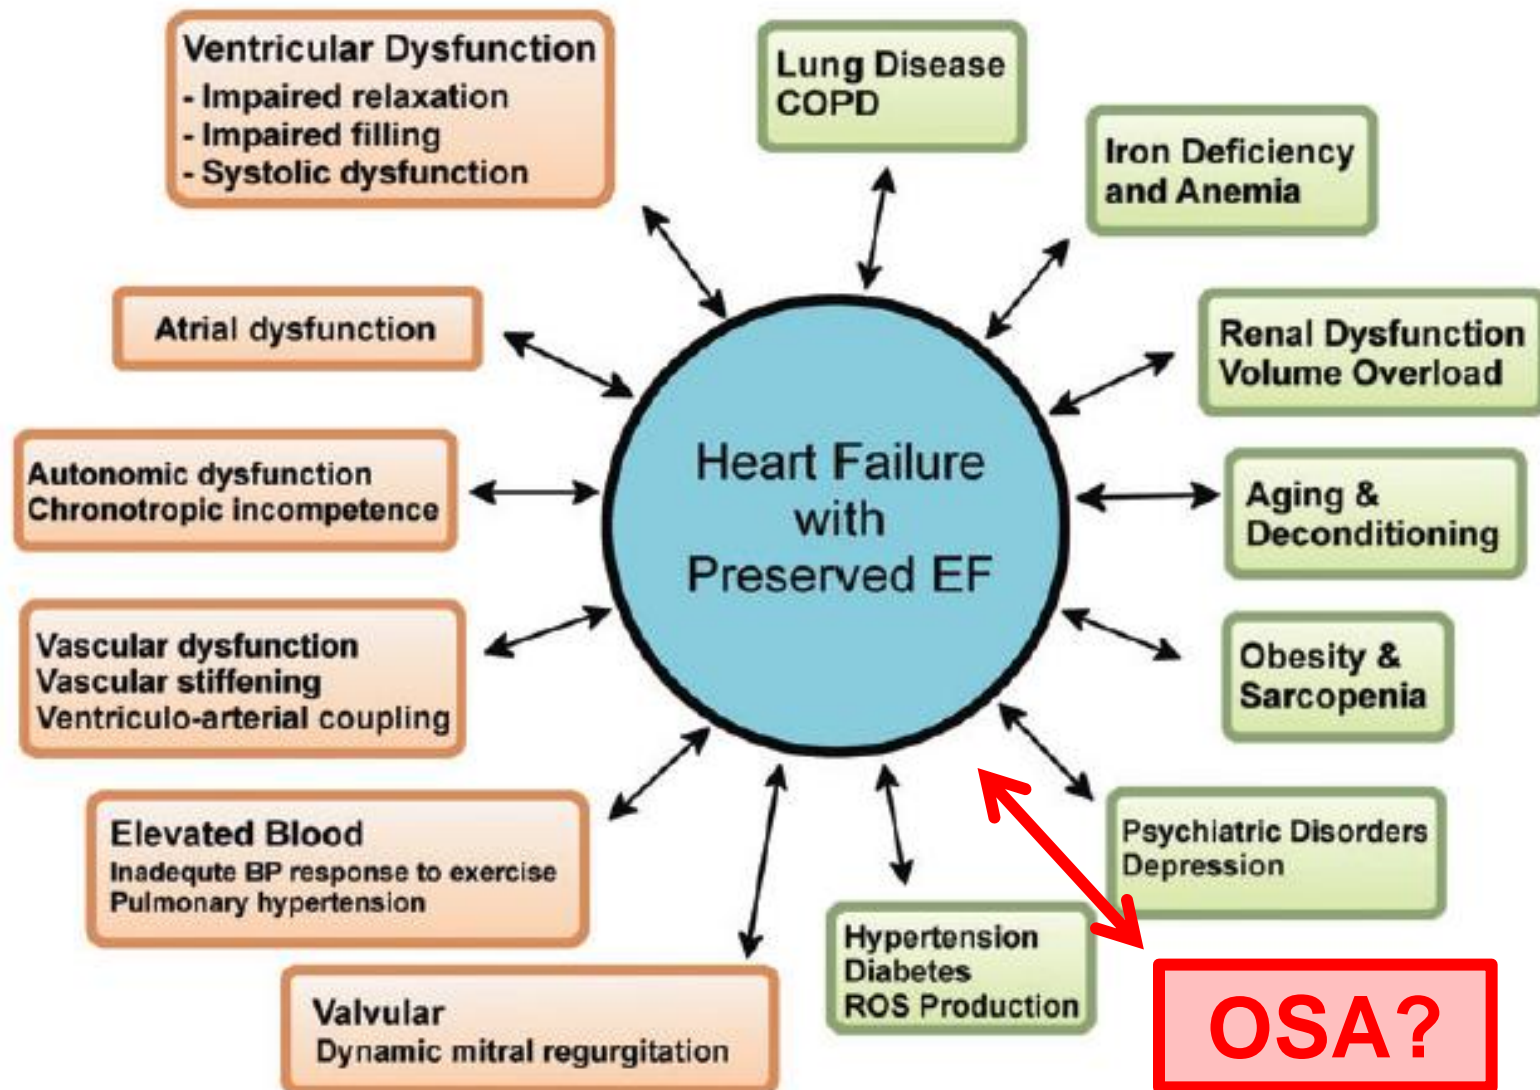 Ventricular Dysfunction
- Impaired relaxation
- Impaired filling
- Systolic dysfunction
Lung Disease
COPD
Iron Deficiency
and Anemia
Atrial dysfunction
Renal Dysfunction
Volume Overload
Autonomic dysfunction
Chronotropic incompetence
Heart Failure
with
Preserved EF
Aging &
Deconditioning
Vascular dysfunction
Vascular stiffening
Ventriculo-arterial coupling
Obesity &
Sarcopenia
Elevated Blood
Inadequte BP response to exercise
Pulmonary hypertension
Psychiatric Disorders
Depression
Hypertension
Diabetes
ROS Production
Valvular
Dynamic mitral regurgitation
OSA?